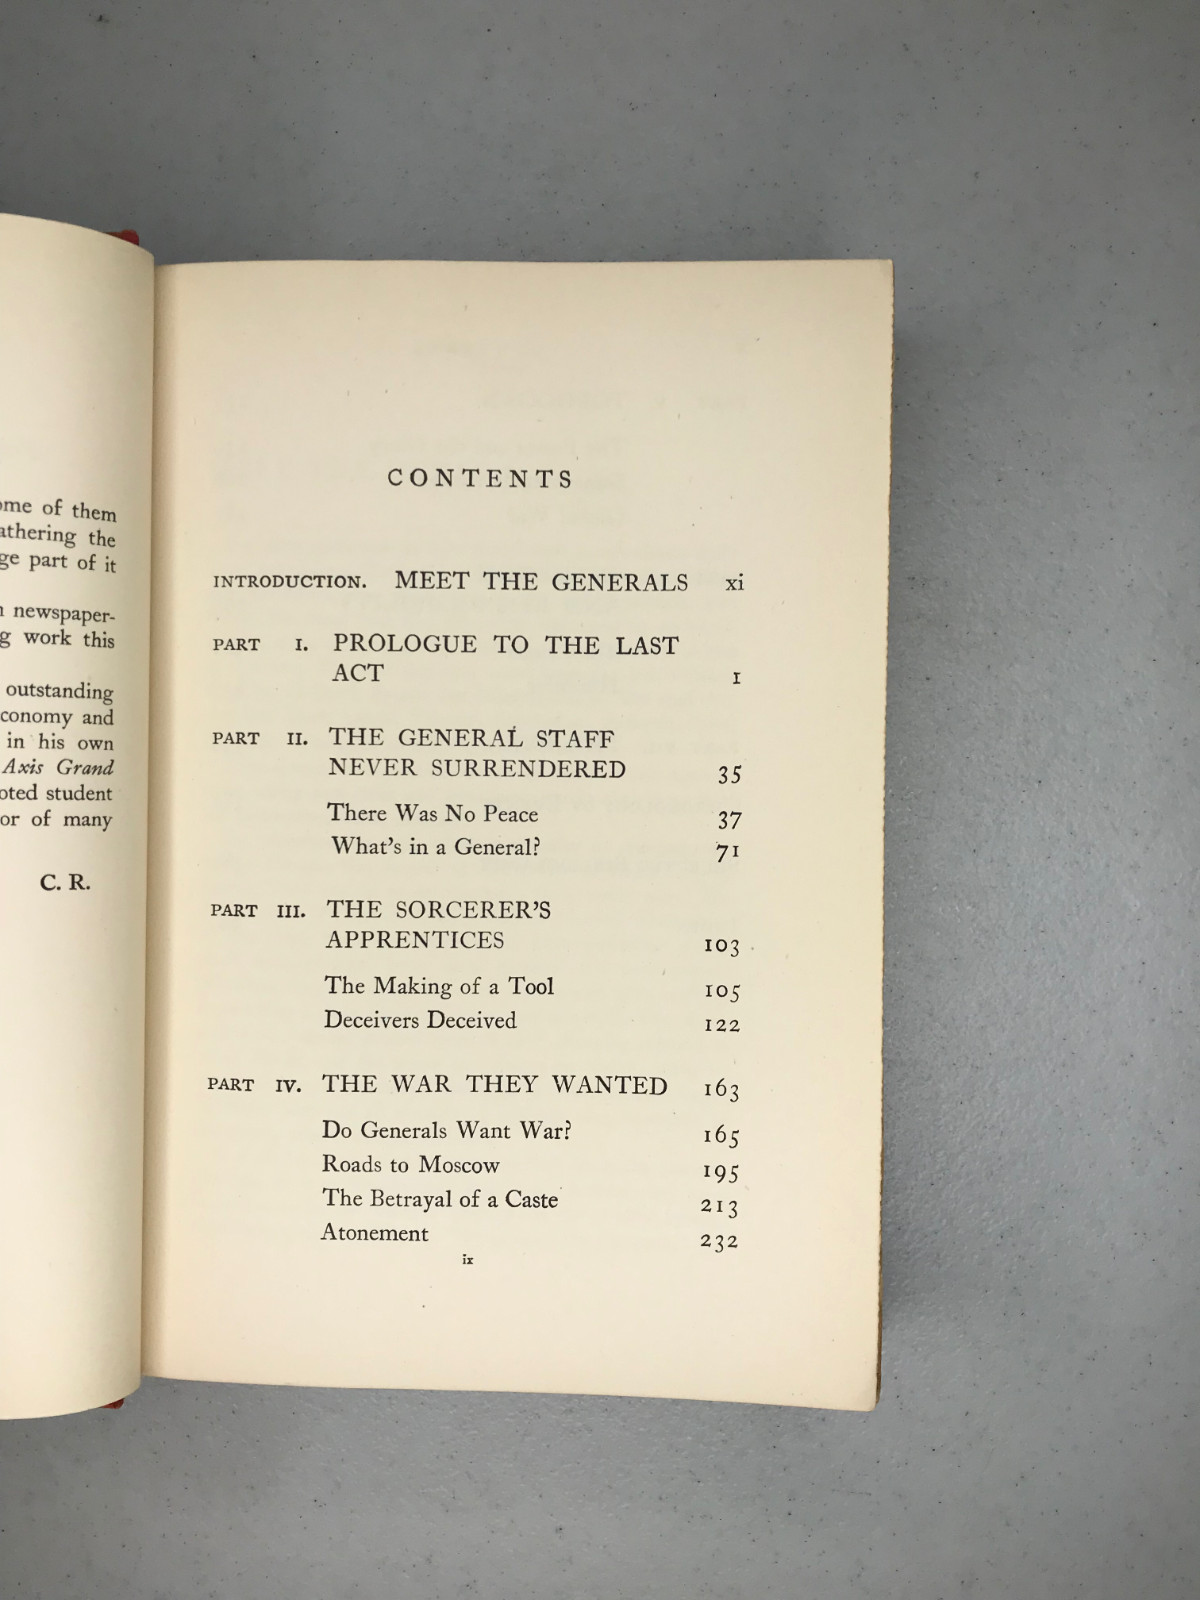 ome of them
athering the
ge part of it
newspaper-
g work this
outstanding
conomy and
in his own
Axis Grand
oted student
or of many
C. R.
CONTENTS
INTRODUCTION. MEET THE GENERALS xi
PART I. PROLOGUE TO THE LAST
ACT 1
PART II. THE GENERAL STAFF
NEVER SURRENDERED 35
There Was No Peace 37
What's in a General? 71
PART III. THE SORCERER'S
APPRENTICES 103
The Making of a Tool 105
Deceivers Deceived 122
PART IV. THE WAR THEY WANTED 163
Do Generals Want War? 165
Roads to Moscow 195
The Betrayal of a Caste 213
Atonement 232
ix